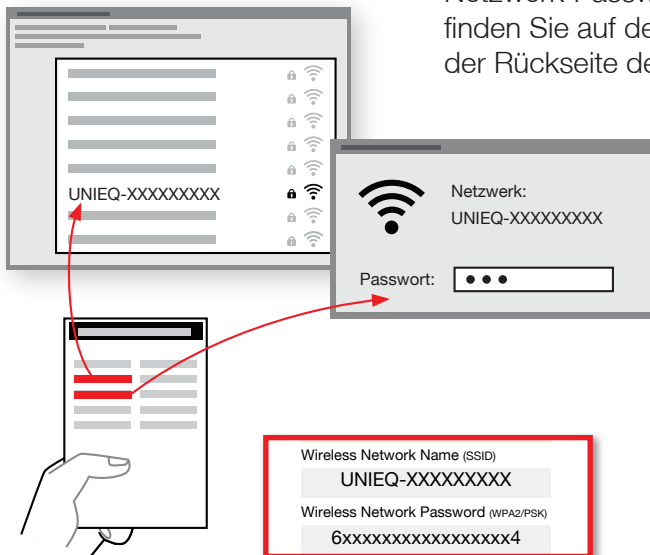 finden Sie auf de
der Rückseite de
UNIEQ-XXXXXXXXX
Netzwerk:
UNIEQ-XXXXXXXXX
Passwort:
Wireless Network Name (SSID)
UNIEQ-XXXXXXXXX
Wireless Network Password (WPA2/PSK)
6xxxxxxxxxxxxxxxxx4